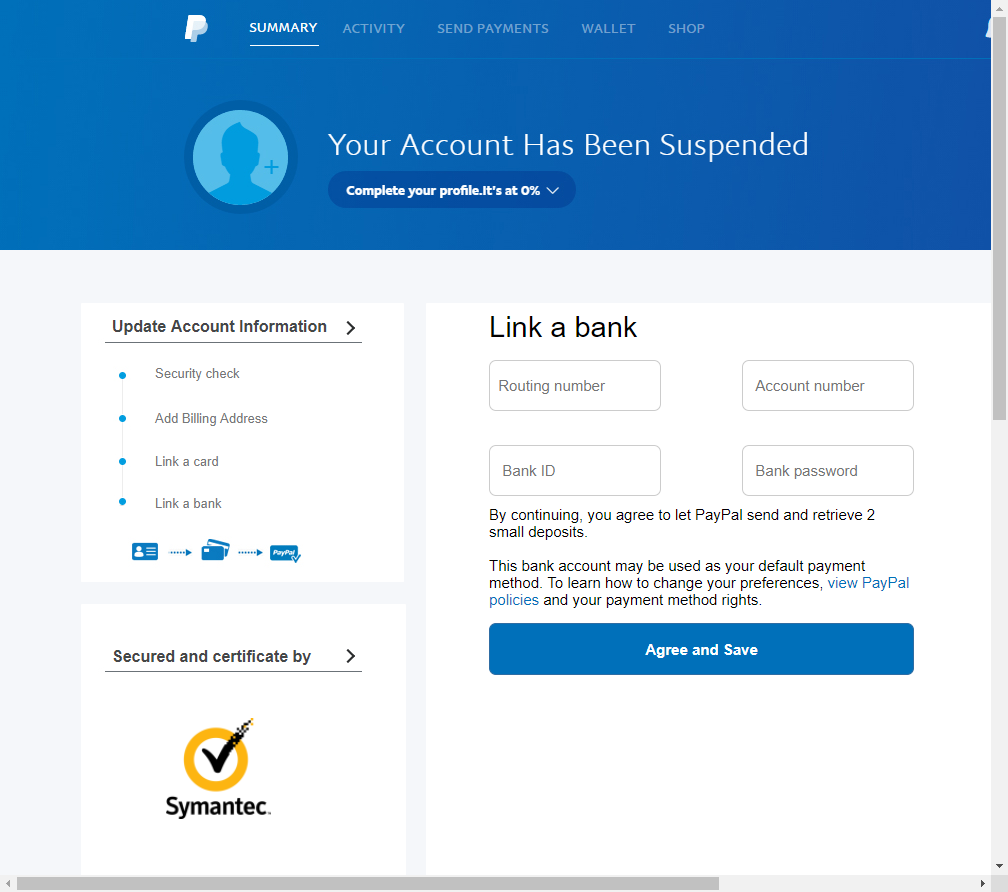 SUMMARY ACTIVITY SEND PAYMENTS WALLET SHOP
Your Account Has Been Suspended
Complete your profile.It's at 0%
Update Account Information
Security check
Add Billing Address
Link a card
Link a bank
PayPal
Secured and certificate by
Symantec.
Link a bank
Routing number Account number
Bank ID Bank password
By continuing, you agree to let PayPal send and retrieve 2
small deposits.
This bank account may be used as your default payment
method. To learn how to change your preferences, view PayPal
policies and your payment method rights.
Agree and Save